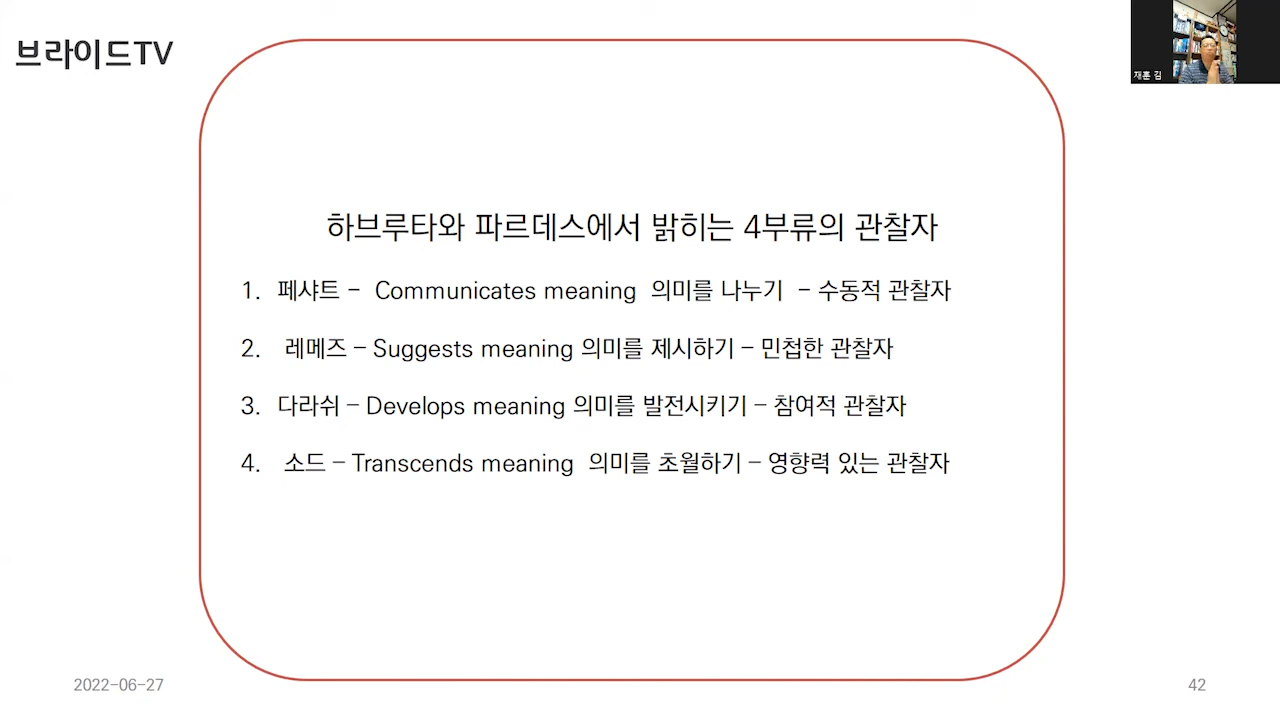 브라이드TV
재훈 김
하브루타와 파르데스에서 밝히는 4부류의 관찰자
1. 페샤트 – Communicates meaning 의미를 나누기 – 수동적 관찰자
2. 레메즈 – Suggests meaning 의미를 제시하기 – 민첩한 관찰자
3. 다라쉬 – Develops meaning 의미를 발전시키기 – 참여적 관찰자
4. 소드 – Transcends meaning 의미를 초월하기 – 영향력 있는 관찰자
2022-06-27
42